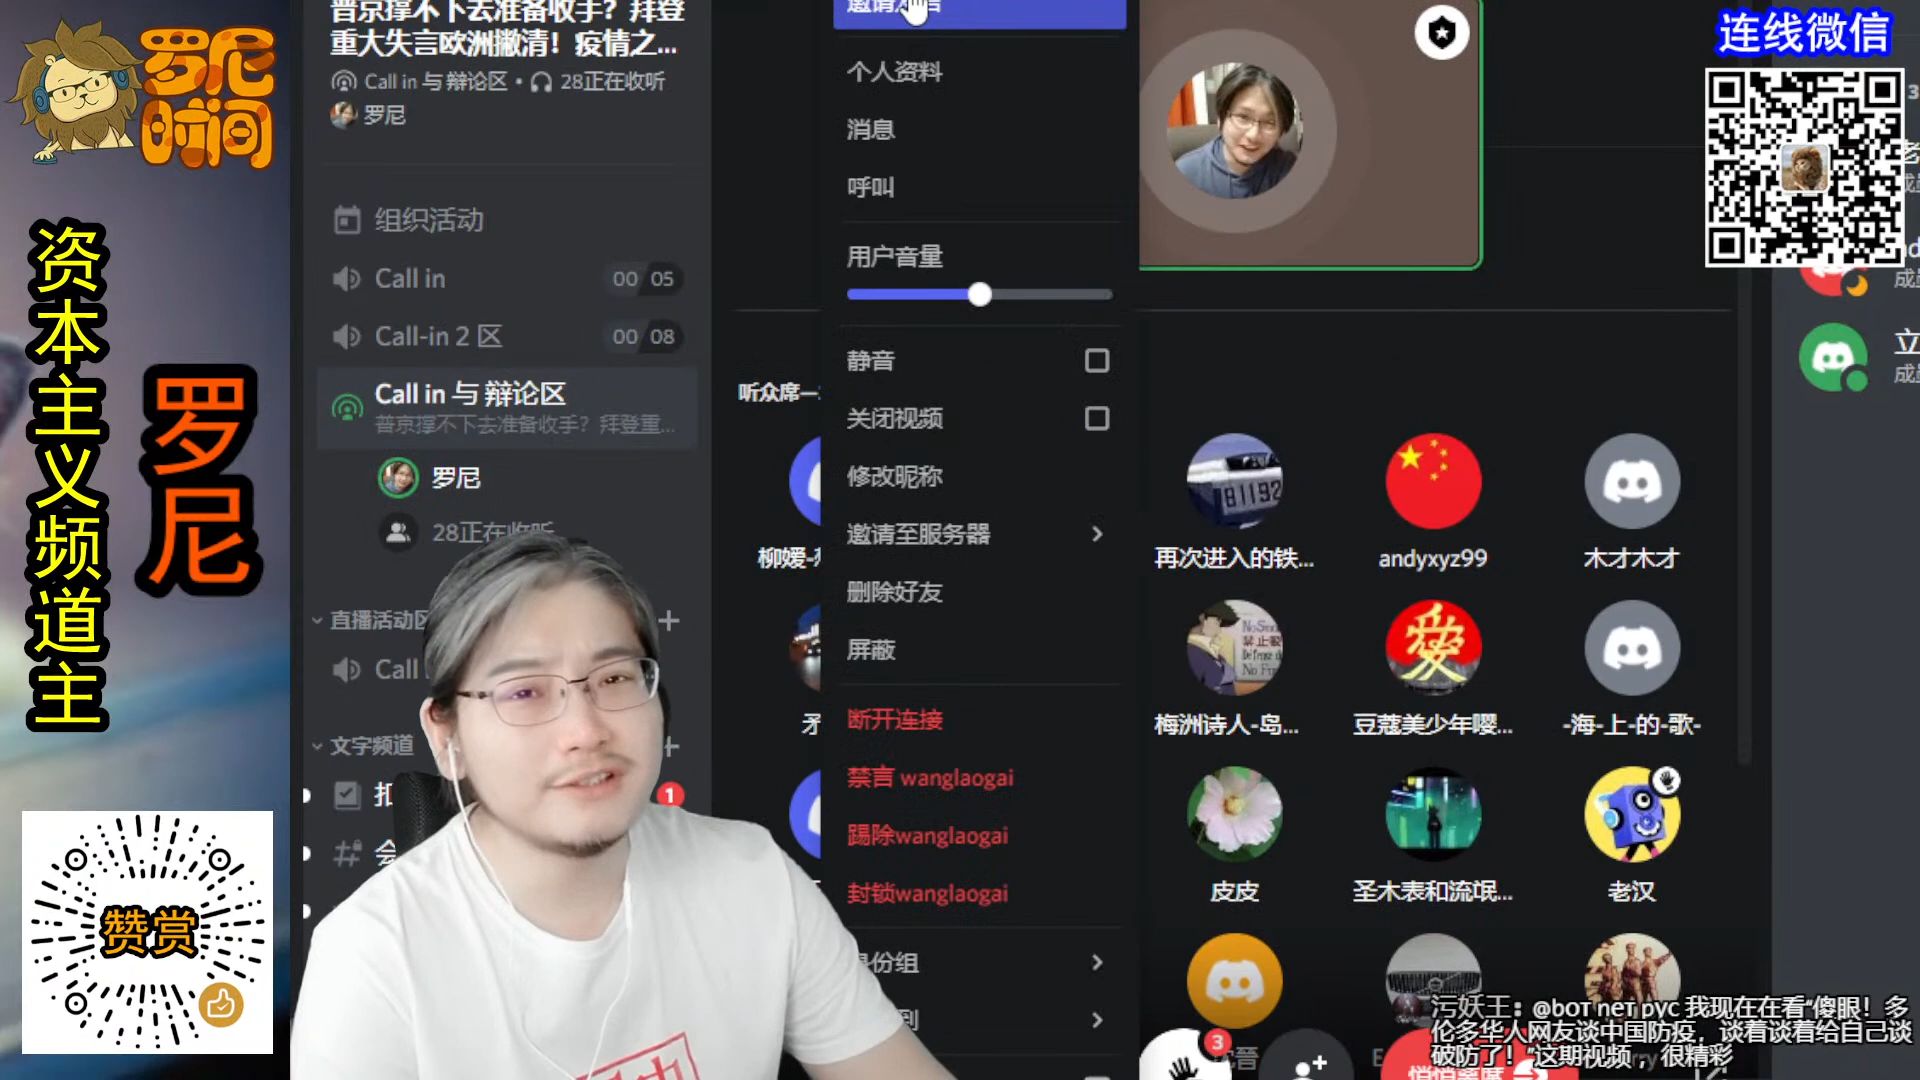 罗尼
时间
资本主义频道主
罗尼
赞赏
普京撑不下去准备收手？拜登
重大失言欧洲撇清！疫情之...
Call in 与 辩论区 • 28正在收听
罗尼
组织活动
Call in 00 05
Call-in 2 区 00 08
Call in 与 辩论区
普京撑不下去准备收手？拜登重...
罗尼
28正在收听
直播活动区
Call
文字频道
1
个人资料
消息
呼叫
用户音量
静音
关闭视频
修改昵称
邀请至服务器
删除好友
屏蔽
断开连接
禁言 wanglaogai
踢除wanglaogai
封锁wanglaogai
份组
听众席
柳嫒
81192
再次进入的铁...
andyxyz99
木才木才
禁止
爱
梅洲诗人-岛...
豆蔻美少年嘤...
-海-上-的-歌-
皮皮
圣木表和流氓...
老汉
3
连线微信
立
污妖王：@bot net pyc 我现在在看“傻眼！多
伦多华人网友谈中国防疫，谈着谈着给自己谈
破防了！”这期视频，很精彩